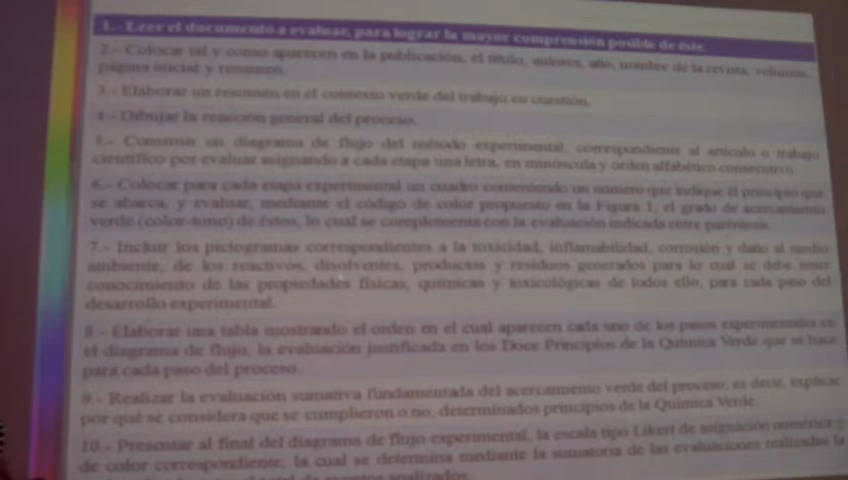 1.- Leer el documento a evaluar, para lograr la mayor comprensión posible de éste.
2.- Colocar tal y como aparecen en la publicación, el título, autores, año, nombre de la revista, volumen,
página inicial y resumen.
3.- Elaborar un resumen en el contexto verde del trabajo en cuestión.
4.- Dibujar la reacción general del proceso.
5.- Construir un diagrama de flujo del método experimental, correspondiente al artículo o trabajo
científico por evaluar asignando a cada etapa una letra, en minúscula y orden alfabético consecutivo
6.- Colocar para cada etapa experimental un cuadro conteniendo un número que indique el principio que
se abarca, y evaluar, mediante el código de color propuesto en la Figura 1, el grado de acercamiento
verde (color-tono) de éstos, lo cual se complementa con la evaluación indicada entre paréntesis.
7.- Incluir los pictogramas correspondientes a la toxicidad, inflamabilidad, corrosión y daño al medio
ambiente, de los reactivos, disolventes, productos y residuos generados para lo cual se debe tener
conocimiento de las propiedades físicas, químicas y toxicológicas de todos ello, para cada paso del
desarrollo experimental.
8.- Elaborar una tabla mostrando el orden en el cual aparecen cada uno de los pasos experimentales en
el diagrama de flujo, la evaluación justificada en los Doce Principios de la Química Verde que se hace
para cada paso del proceso.
9.- Realizar la evaluación sumativa fundamentada del acercamiento verde del proceso, es decir, explicar
por qué se considera que se cumplieron o no, determinados principios de la Química Verde.
10.- Presentar al final del diagrama de flujo experimental, la escala tipo Likert de asignación numérica y
de color correspondiente, la cual se determina mediante la sumatoria de las evaluaciones realizadas la
total de eventos analizados.